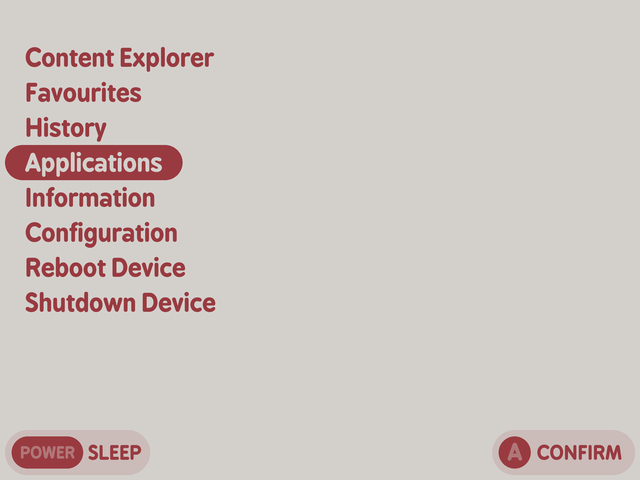 Content Explorer
Favourites
History
Applications
Information
Configuration
Reboot Device
Shutdown Device
POWER SLEEP
A CONFIRM